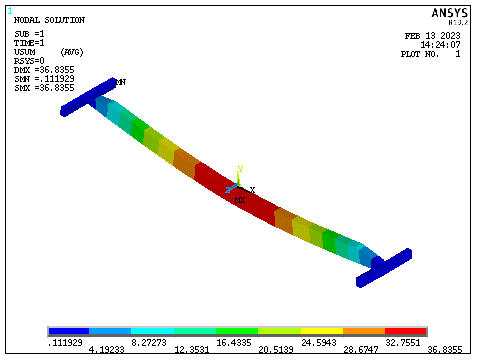 1
NODAL SOLUTION
SUB =1
TIME=1
USUM (AVG)
RSYS=0
DMX =36.8355
SMN =.111929
SMX =36.8355
ANSYS
R19.2
FEB 13 2023
14:24:07
PLOT NO. 1
MN
Y
Z X
MX
.111929 8.27273 16.4335 24.5943 32.7551
4.19233 12.3531 20.5139 28.6747 36.8355